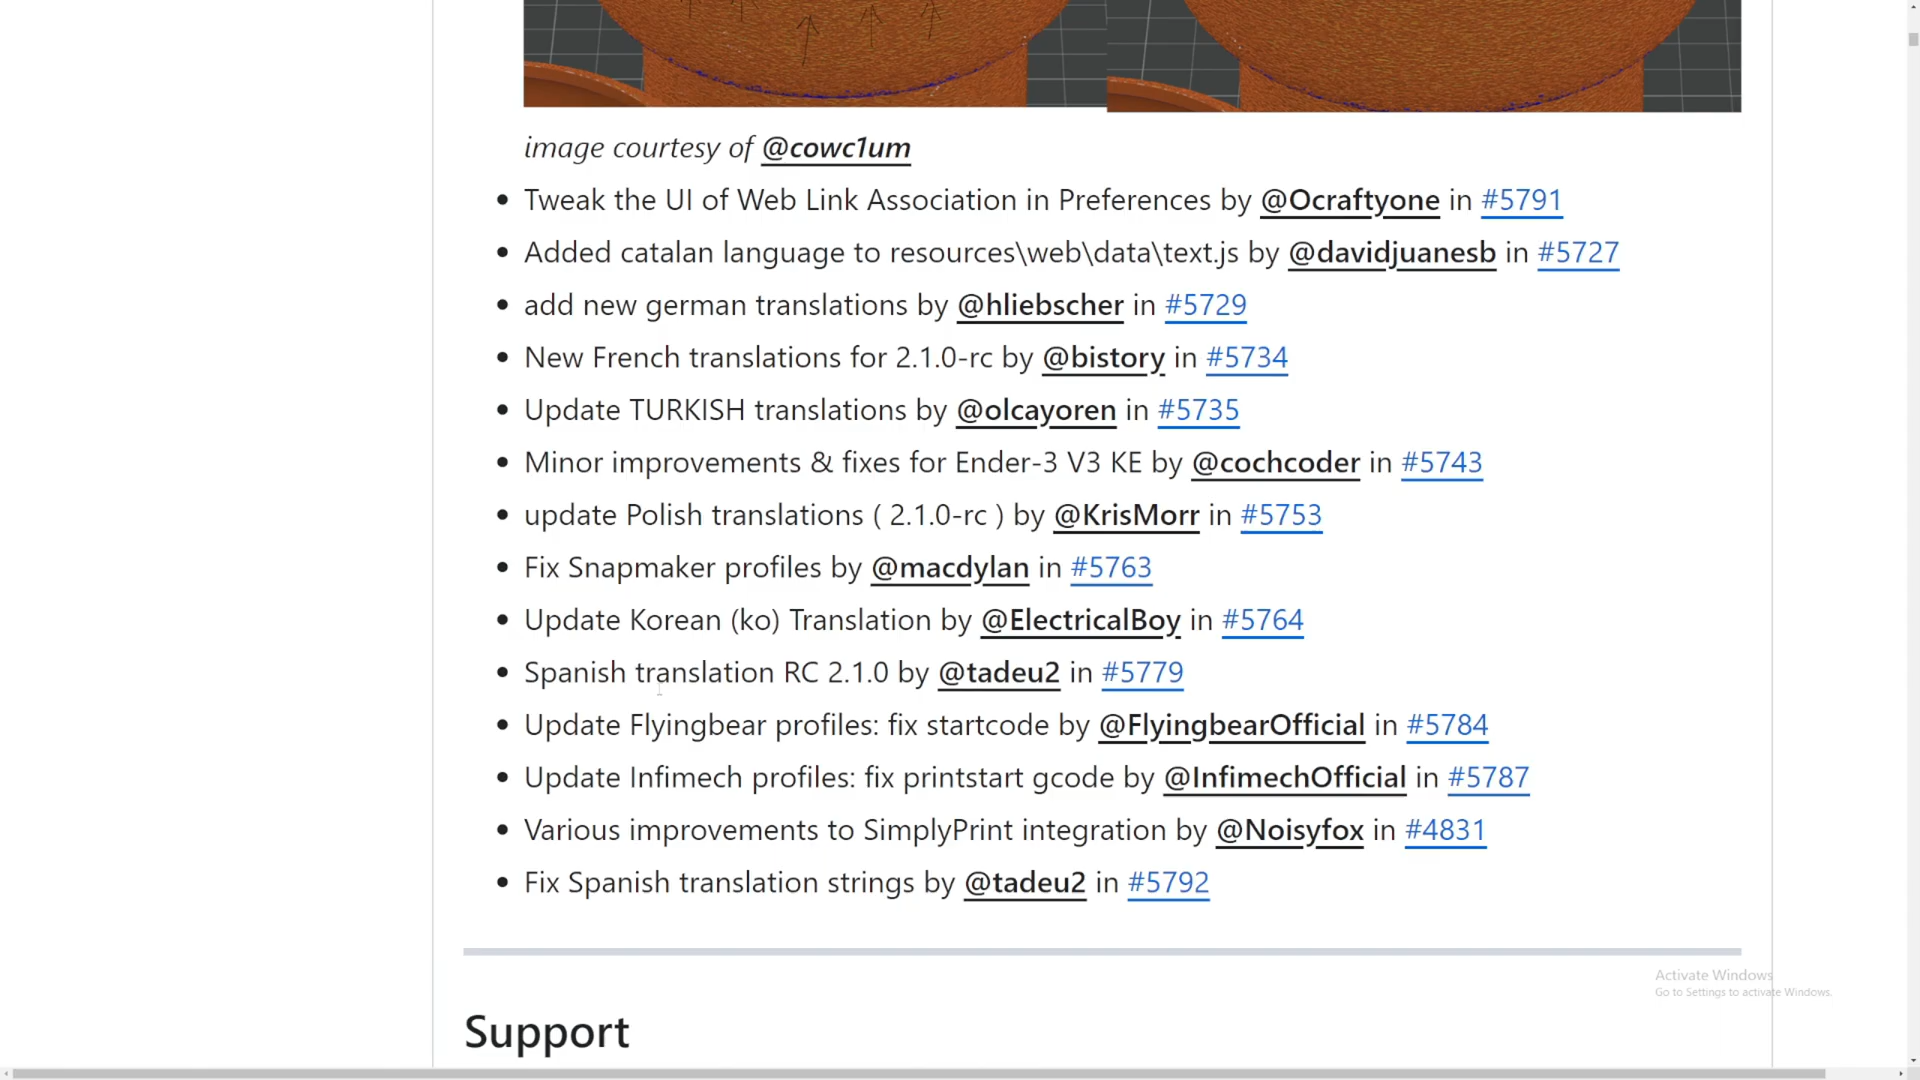 image courtesy of @cowc1um
Tweak the UI of Web Link Association in Preferences by @Ocraftyone in #5791
Added catalan language to resources\web\data\text.js by @davidjuanesb in #5727
add new german translations by @hliebscher in #5729
New French translations for 2.1.0-rc by @bistory in #5734
Update TURKISH translations by @olcayoren in #5735
Minor improvements & fixes for Ender-3 V3 KE by @cochcoder in #5743
update Polish translations ( 2.1.0-rc ) by @KrisMorr in #5753
Fix Snapmaker profiles by @macdylan in #5763
Update Korean (ko) Translation by @ElectricalBoy in #5764
Spanish translation RC 2.1.0 by @tadeu2 in #5779
Update Flyingbear profiles: fix startcode by @FlyingbearOfficial in #5784
Update Infimech profiles: fix printstart gcode by @InfimechOfficial in #5787
Various improvements to SimplyPrint integration by @Noisyfox in #4831
Fix Spanish translation strings by @tadeu2 in #5792
Activate Windows
Go to Settings to activate Windows.
Support